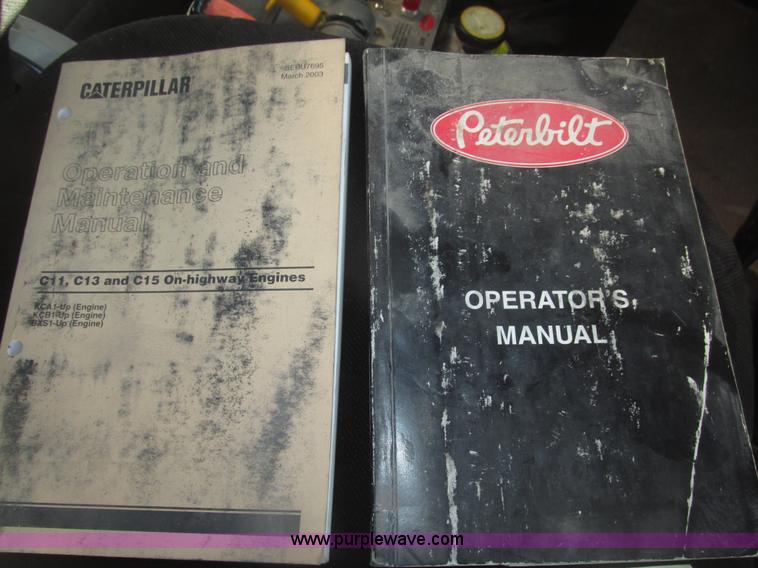 CATERPILLAR
SEBU7695
March 2003
Operation and
Maintenance
Manual
C11, C13 and C15 On-highway Engines
KCA1-Up (Engine)
KCB1-Up (Engine)
BXS1-Up (Engine)
Peterbilt
OPERATOR'S
MANUAL
www.purplewave.com